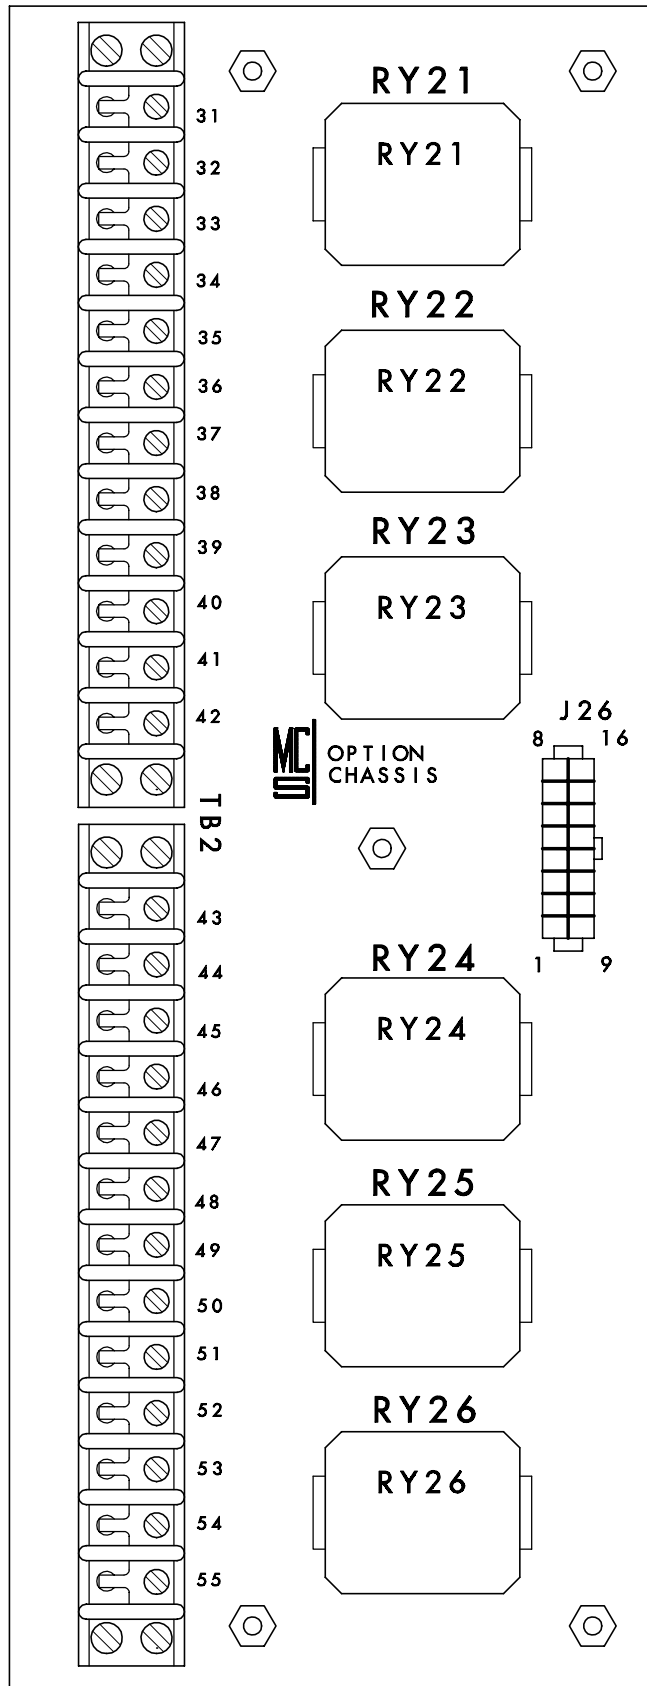 RY21
31
RY21
32
33
34
RY22
35
RY22
36
37
38
RY23
39
RY23
40
41
J26
42
8 16
MCS
OPTION
CHASSIS
TB2
43
RY24
1 9
44
RY24
45
46
47
RY25
48
RY25
49
50
51
RY26
52
53
RY26
54
55